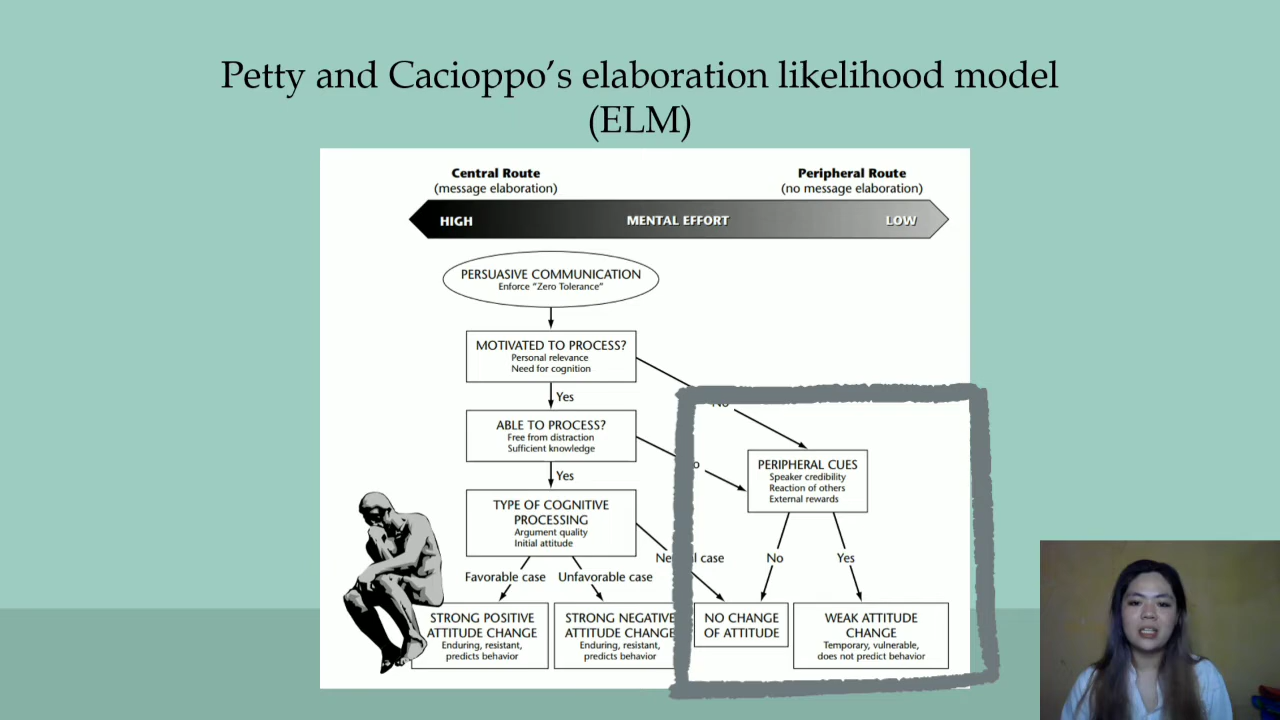 Petty and Cacioppo’s elaboration likelihood model
(ELM)
Central Route
(message elaboration)
Peripheral Route
(no message elaboration)
HIGH
MENTAL EFFORT
LOW
PERSUASIVE COMMUNICATION
Enforce “Zero Tolerance”
MOTIVATED TO PROCESS?
Personal relevance
Need for cognition
Yes
No
ABLE TO PROCESS?
Free from distraction
Sufficient knowledge
Yes
PERIPHERAL CUES
Speaker credibility
Reaction of others
External rewards
TYPE OF COGNITIVE
PROCESSING
Argument quality
Initial attitude
case
No
Yes
Favorable case
Unfavorable case
STRONG POSITIVE
ATTITUDE CHANGE
Enduring, resistant,
predicts behavior
STRONG NEGATIVE
ATTITUDE CHANGE
Enduring, resistant,
predicts behavior
NO CHANGE
OF ATTITUDE
WEAK ATTITUDE
CHANGE
Temporary, vulnerable,
does not predict behavior